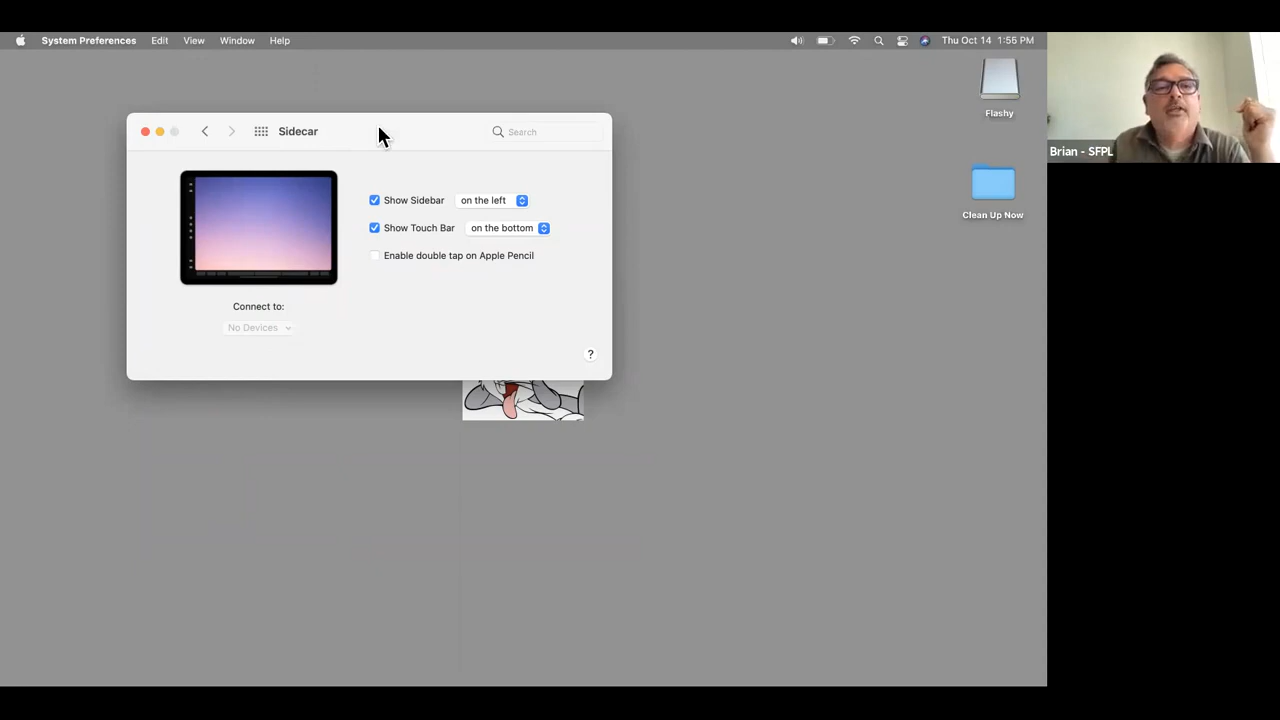 System Preferences Edit View Window Help Thu Oct 14 1:55 PM
Flashy
Sidecar Search
Brian - SFPL
Show Sidebar on the left
Clean Up Now
Show Touch Bar on the bottom
Enable double tap on Apple Pencil
Connect to:
No Devices
?